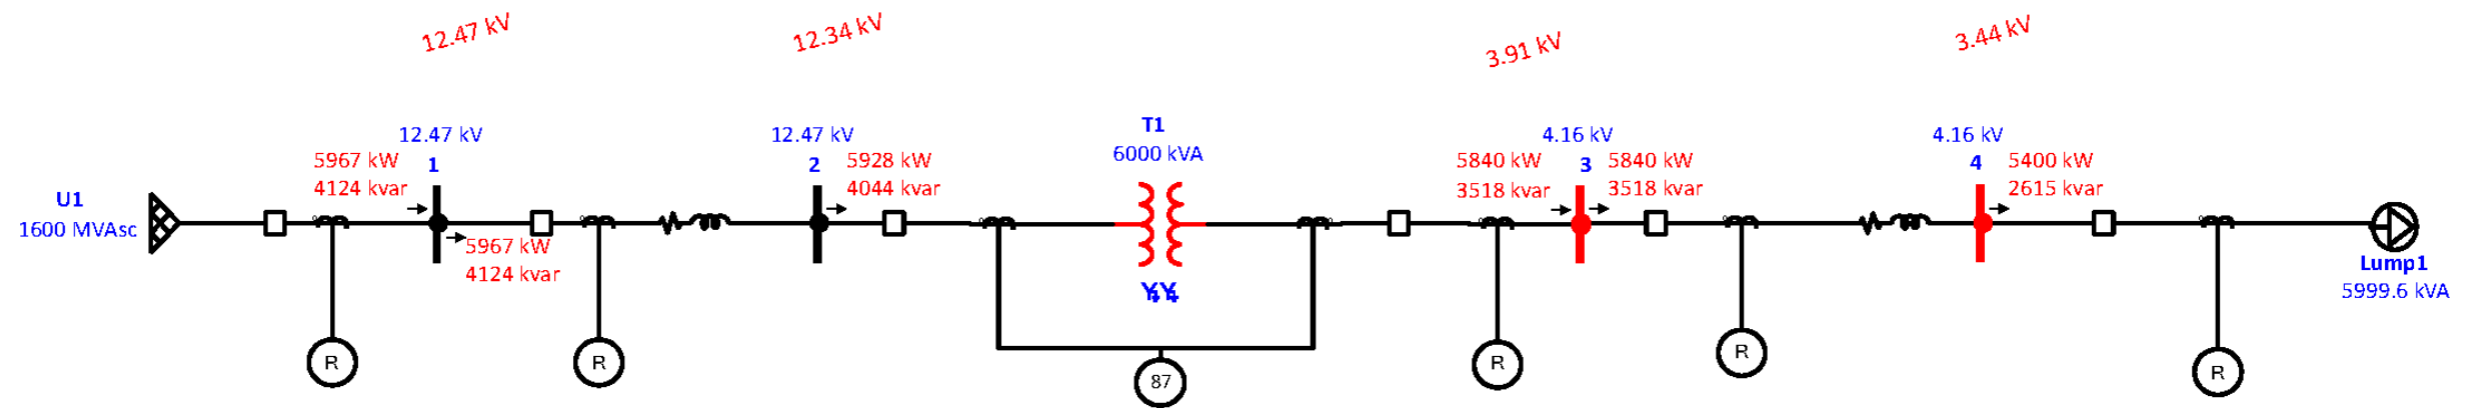 12.47 kV
12.34 kV
3.91 kV
3.44 kV
U1
1600 MVAsc
5967 kW
4124 kvar
12.47 kV
1
5967 kW
4124 kvar
12.47 kV
2
5928 kW
4044 kvar
T1
6000 kVA
5840 kW
3518 kvar
4.16 kV
3
5840 kW
3518 kvar
4.16 kV
4
5400 kW
2615 kvar
Lump1
5999.6 kVA
R
R
87
R
R
R